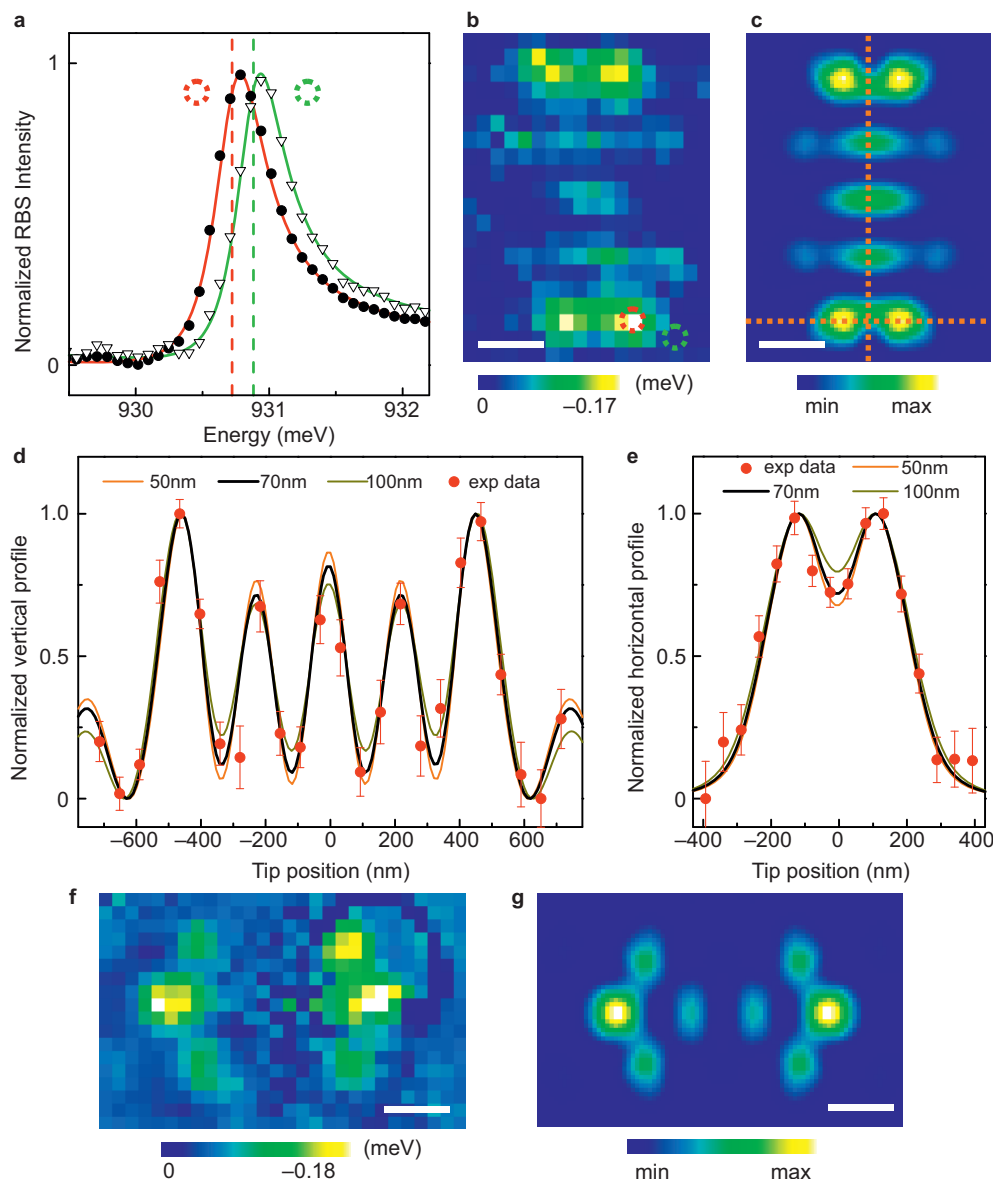 a
b
c
1
0
Normalized RBS Intensity
930
931
932
Energy (meV)
(meV)
0
−0.17
min
max
d
50nm
70nm
100nm
exp data
1.0
0.5
0
Normalized vertical profile
−600
−400
−200
0
200
400
600
Tip position (nm)
e
exp data
50nm
70nm
100nm
1.0
0.5
0
Normalized horizontal profile
−400
−200
0
200
400
Tip position (nm)
f
(meV)
0
−0.18
g
min
max